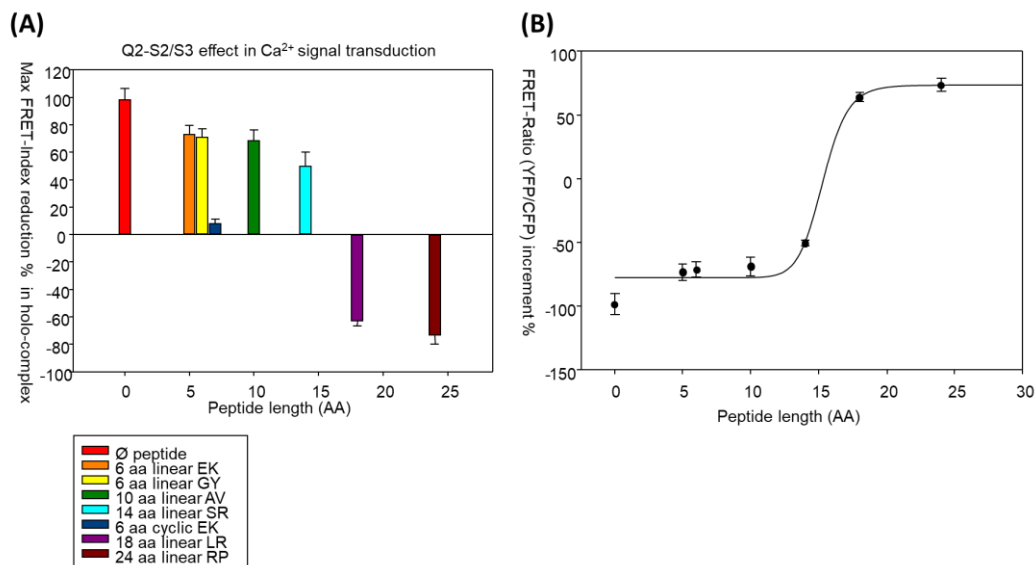 (A)
Q2-S2/S3 effect in Ca²⁺ signal transduction
Max FRET-Index reduction % in holo-complex
120
100
80
60
40
20
0
-20
-40
-60
-80
-100
0 5 10 15 20 25
Peptide length (AA)
Ø peptide
6 aa linear EK
6 aa linear GY
10 aa linear AV
14 aa linear SR
6 aa cyclic EK
18 aa linear LR
24 aa linear RP
(B)
FRET-Ratio (YFP/CFP) increment %
100
50
0
-50
-100
-150
0 5 10 15 20 25 30
Peptide length (AA)